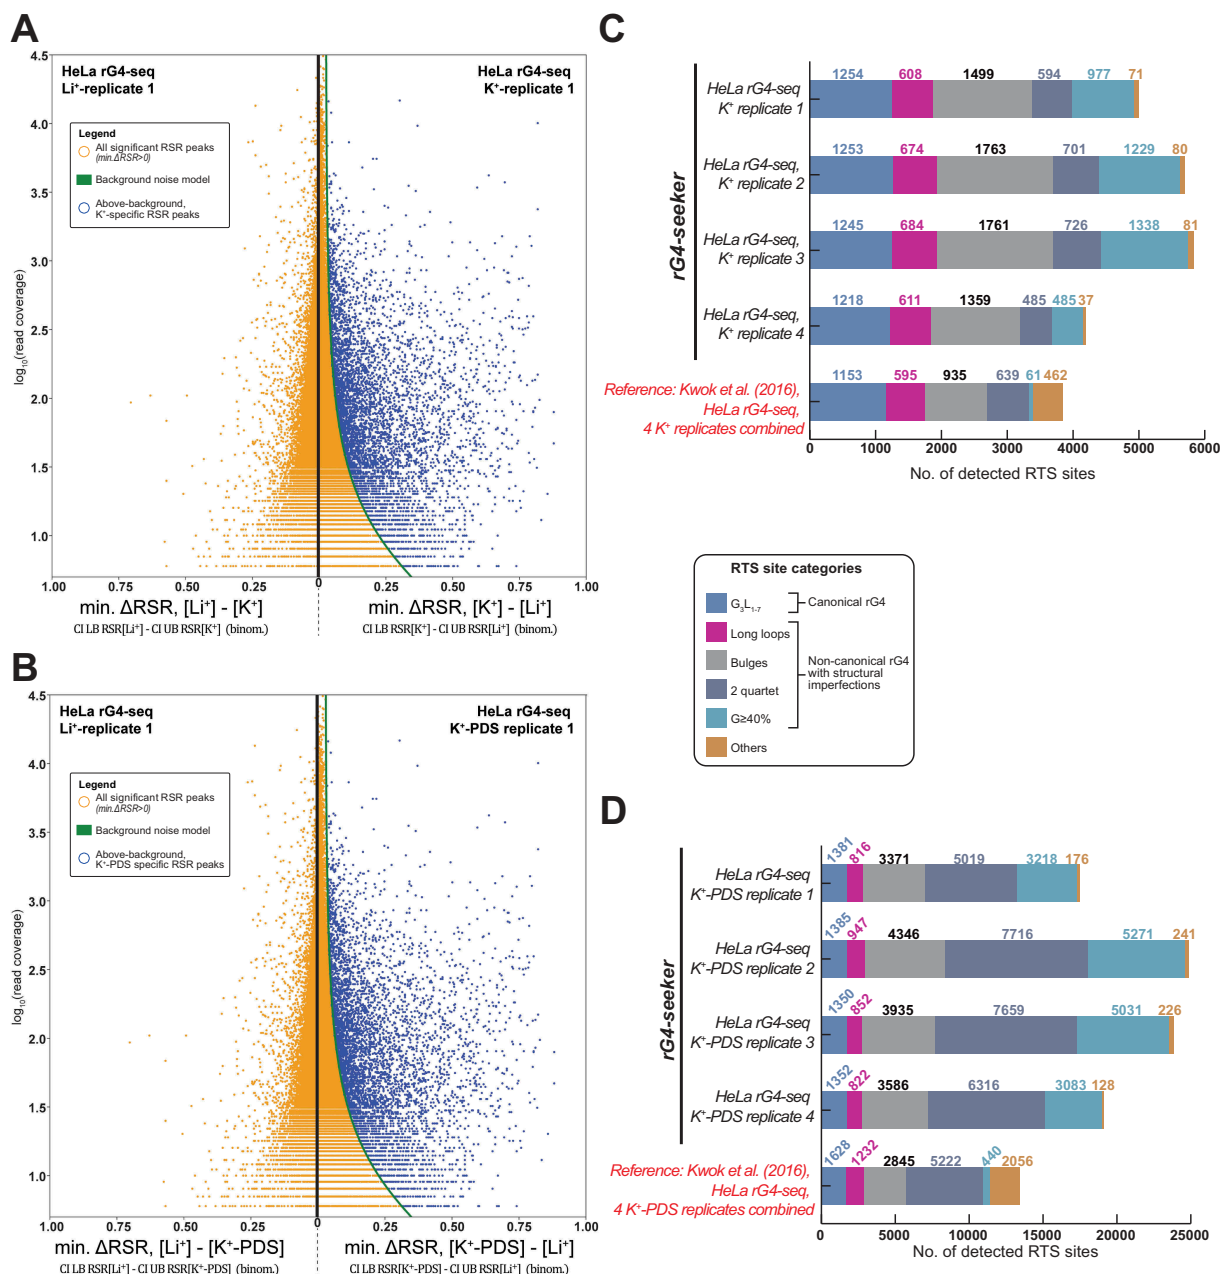 A
HeLa rG4-seq
Li⁺-replicate 1
HeLa rG4-seq
K⁺-replicate 1
Legend
All significant RSR peaks
(min.ΔRSR>0)
Background noise model
Above-background,
K⁺-specific RSR peaks
log₁₀(read coverage)
4.5
4.0
3.5
3.0
2.5
2.0
1.5
1.0
1.00
0.75
0.50
0.25
0
0.25
0.50
0.75
1.00
min. ΔRSR, [Li⁺] - [K⁺]
CI LB RSR[Li⁺] - CI UB RSR[K⁺] (binom.)
min. ΔRSR, [K⁺] - [Li⁺]
CI LB RSR[K⁺] - CI UB RSR[Li⁺] (binom.)
B
HeLa rG4-seq
Li⁺-replicate 1
HeLa rG4-seq
K⁺-PDS replicate 1
Legend
All significant RSR peaks
(min.ΔRSR>0)
Background noise model
Above-background,
K⁺-PDS specific RSR peaks
log₁₀(read coverage)
4.5
4.0
3.5
3.0
2.5
2.0
1.5
1.0
1.00
0.75
0.50
0.25
0
0.25
0.50
0.75
1.00
min. ΔRSR, [Li⁺] - [K⁺-PDS]
CI LB RSR[Li⁺] - CI UB RSR[K⁺-PDS] (binom.)
min. ΔRSR, [K⁺-PDS] - [Li⁺]
CI LB RSR[K⁺-PDS] - CI UB RSR[Li⁺] (binom.)
C
rG4-seeker
HeLa rG4-seq
K⁺ replicate 1
1254 608 1499 594 977 71
HeLa rG4-seq,
K⁺ replicate 2
1253 674 1763 701 1229 80
HeLa rG4-seq,
K⁺ replicate 3
1245 684 1761 726 1338 81
HeLa rG4-seq,
K⁺ replicate 4
1218 611 1359 485 485 37
Reference: Kwok et al. (2016),
HeLa rG4-seq,
4 K⁺ replicates combined
1153 595 935 639 61 462
0 1000 2000 3000 4000 5000 6000
No. of detected RTS sites
RTS site categories
G₃L₁₋₇
Canonical rG4
Long loops
Bulges
2 quartet
G≥40%
Non-canonical rG4
with structural
imperfections
Others
D
rG4-seeker
HeLa rG4-seq
K⁺-PDS replicate 1
1381 816 3371 5019 3218 176
HeLa rG4-seq
K⁺-PDS replicate 2
1385 947 4346 7716 5271 241
HeLa rG4-seq
K⁺-PDS replicate 3
1350 852 3935 7659 5031 226
HeLa rG4-seq
K⁺-PDS replicate 4
1352 822 3586 6316 3083 128
Reference: Kwok et al. (2016),
HeLa rG4-seq,
4 K⁺-PDS replicates combined
1628 1232 2845 5222 440 2056
0 5000 10000 15000 20000 25000
No. of detected RTS sites